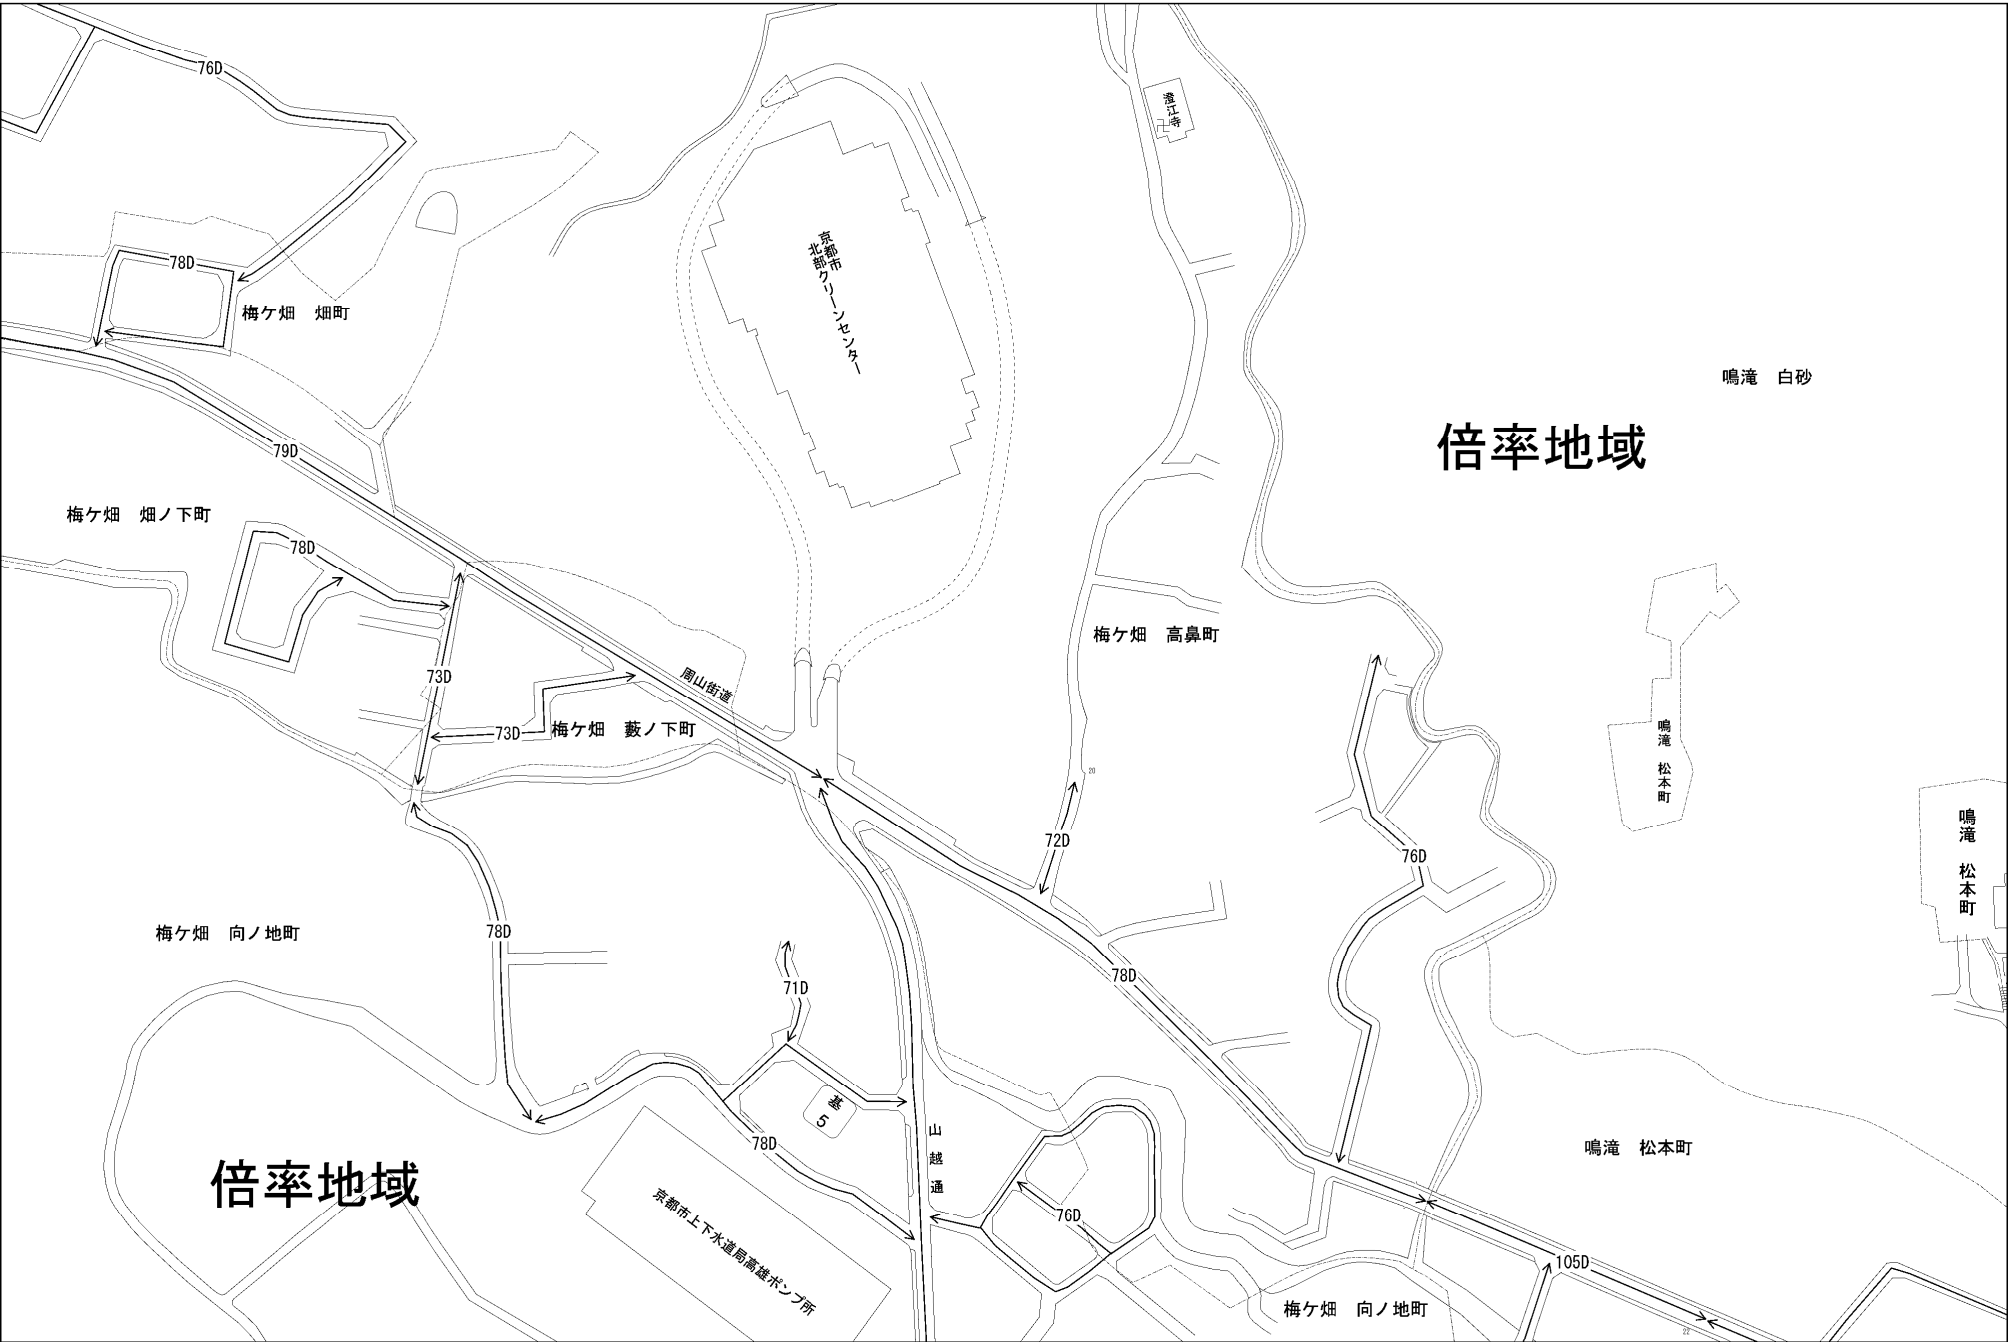 76D
澄江寺
京都市
北部クリーンセンター
78D
梅ケ畑　畑町
鳴滝　白砂
倍率地域
79D
梅ケ畑　畑ノ下町
78D
梅ケ畑　高鼻町
73D
周山街道
73D
梅ケ畑　藪ノ下町
鳴滝　松本町
20
72D
鳴滝　松本町
76D
78D
梅ケ畑　向ノ地町
78D
71D
基
5
78D
山越通
鳴滝　松本町
倍率地域
京都市上下水道局高雄ポンプ所
76D
105D
梅ケ畑　向ノ地町
22